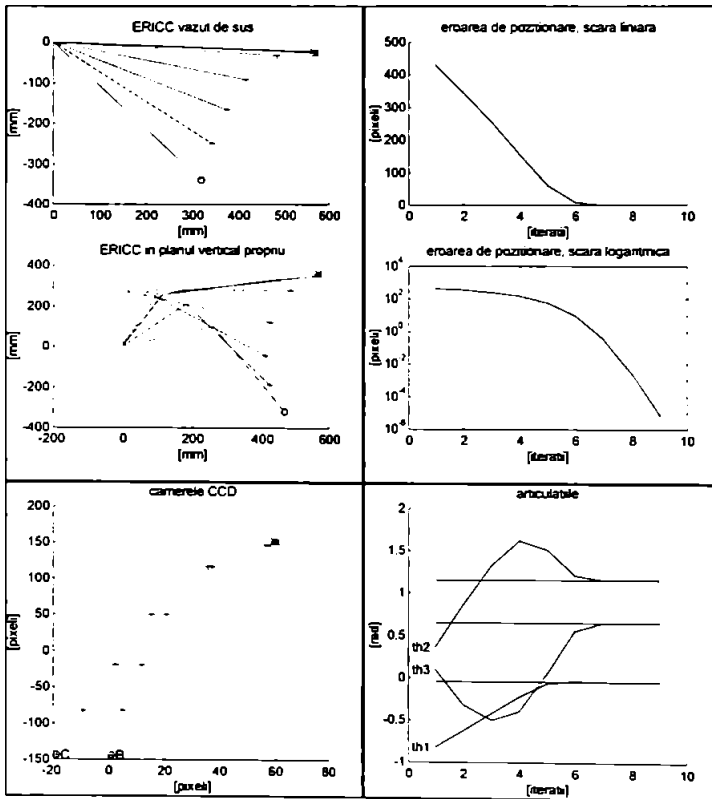 ERICC vazut de sus
0
-100
-200
-300
-400
[mm]
0 100 200 300 400 500 600
[mm]
eroarea de pozitionare, scara liniara
500
400
300
200
100
0
[pixeli]
0 2 4 6 8 10
[iteratii]
ERICC in planul vertical propriu
400
200
0
-200
-400
[mm]
-200 0 200 400 600
[mm]
eroarea de pozitionare, scara logaritmica
10^4
10^2
10^0
10^-2
10^-4
10^-6
[pixeli]
0 2 4 6 8 10
[iteratii]
camerele CCD
200
150
100
50
0
-50
-100
-150
[pixeli]
C
B
-20 0 20 40 60 80
[pixeli]
articulatiile
2
1.5
1
0.5
0
-0.5
-1
[rad]
th2
th3
th1
0 2 4 6 8 10
[iteratii]